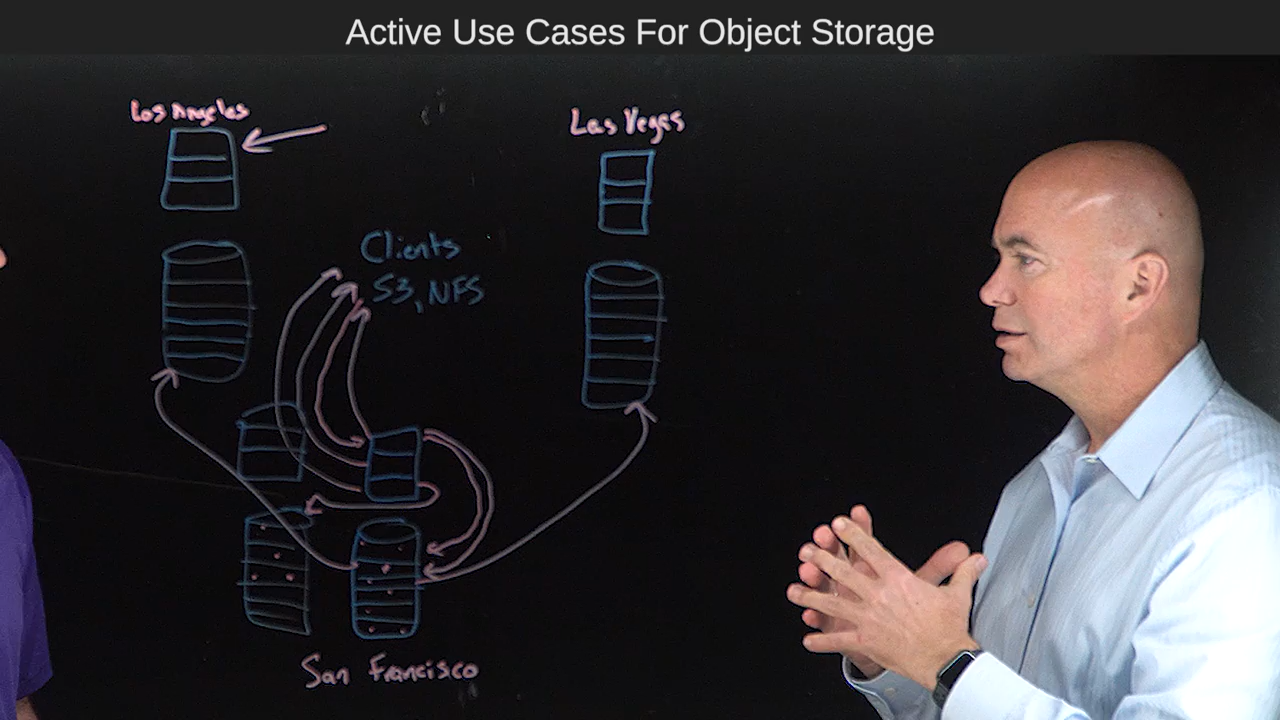 Active Use Cases For Object Storage
Los Angeles
Las Vegas
Clients
S3, NFS
San Francisco